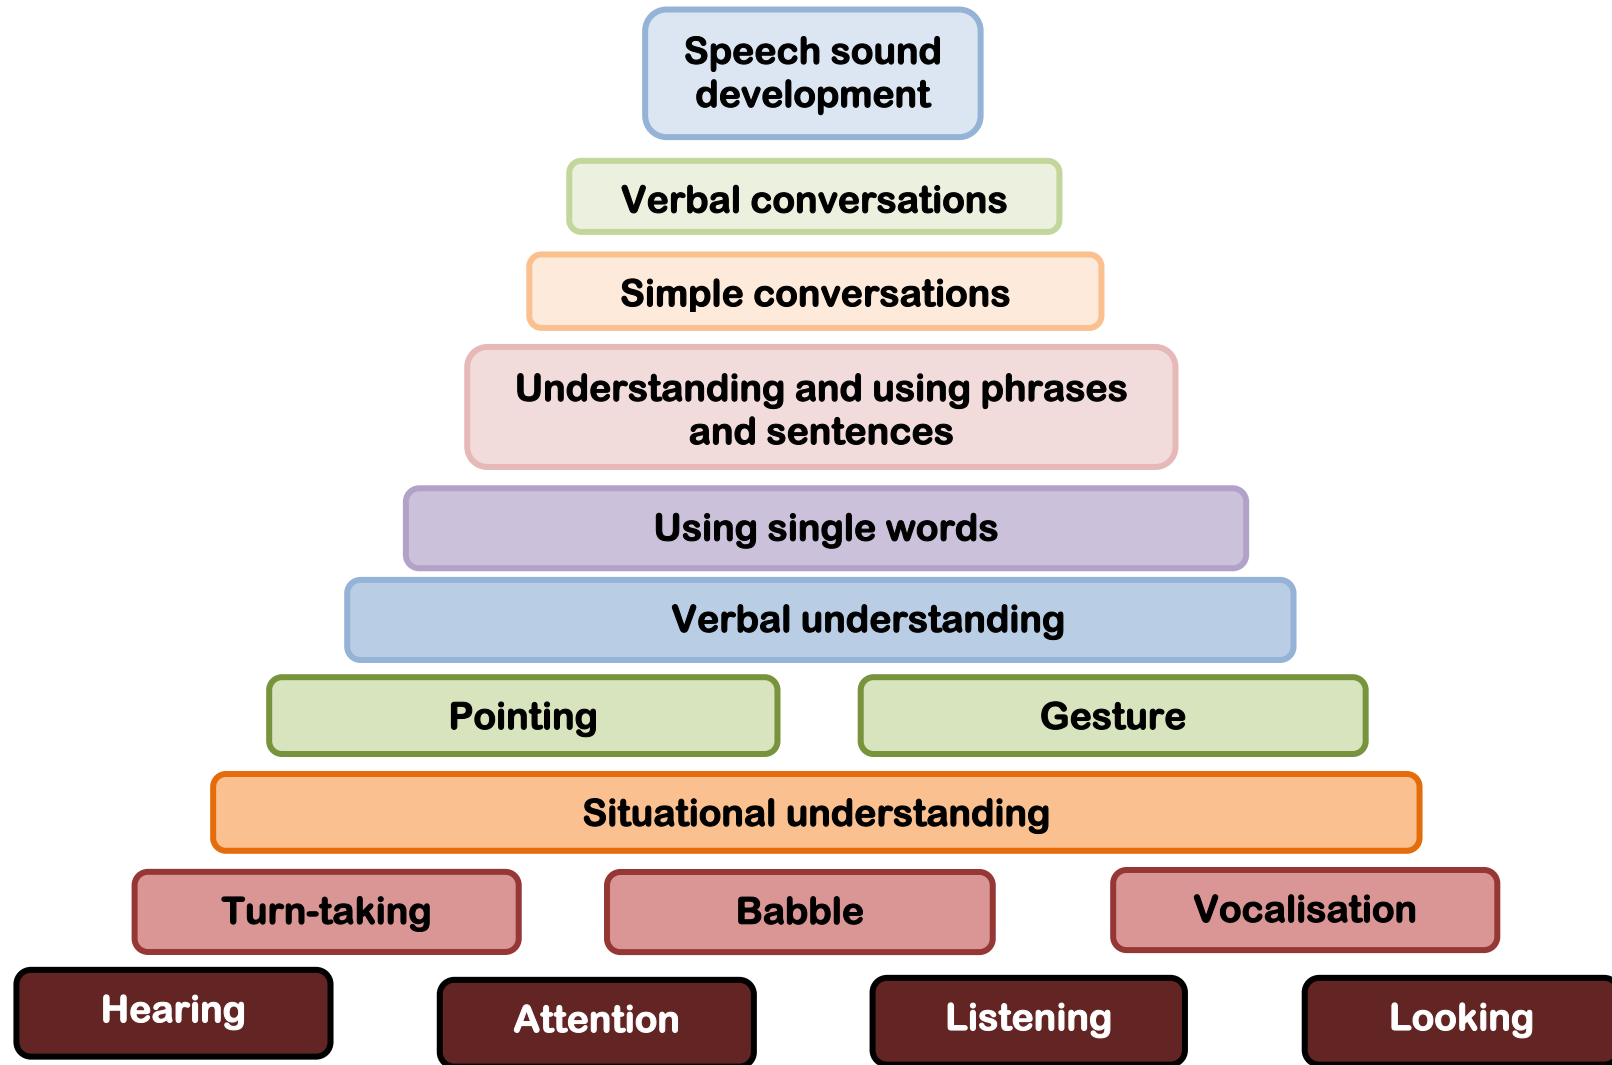 Speech sound
development
Verbal conversations
Simple conversations
Understanding and using phrases
and sentences
Using single words
Verbal understanding
Pointing
Gesture
Situational understanding
Turn-taking
Babble
Vocalisation
Hearing
Attention
Listening
Looking